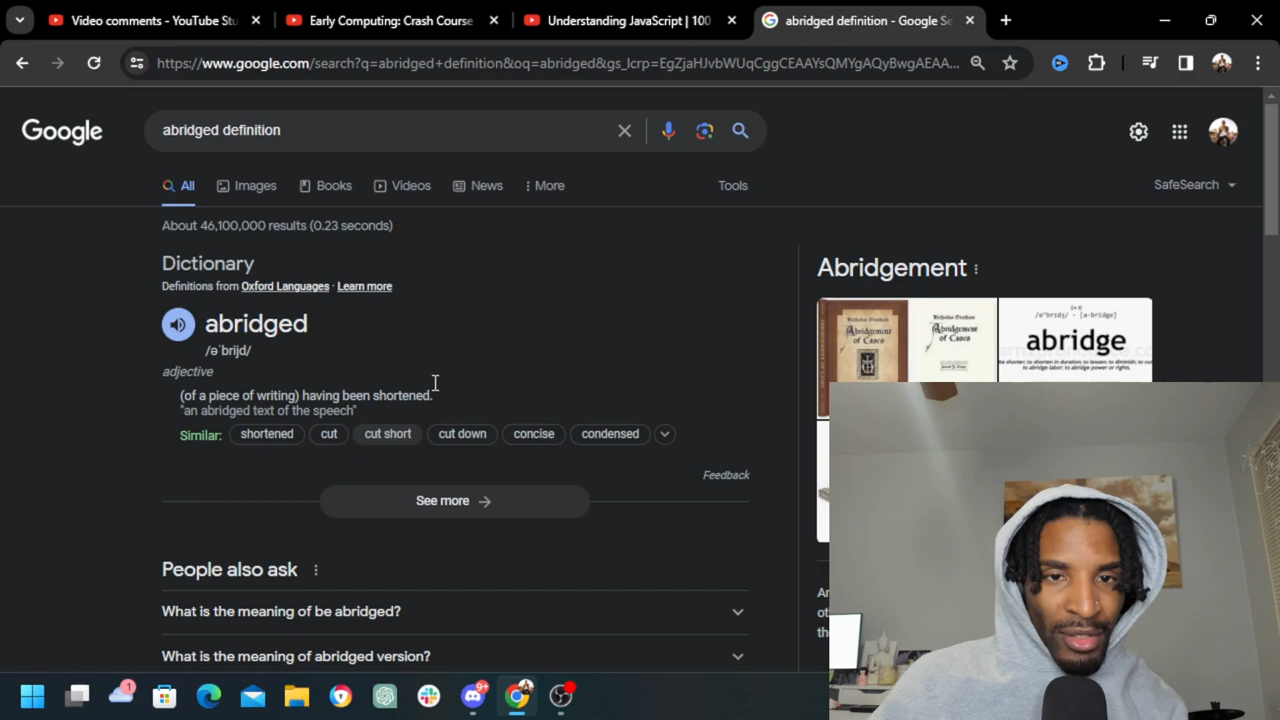 Video comments - YouTube Stu
Early Computing: Crash Course
Understanding JavaScript | 100
abridged definition - Google Se
https://www.google.com/search?q=abridged+definition&oq=abridged&gs_lcrp=EgZjaHJvbWUqCggCEAAYsQMYgAQyBwgAEAA...
Google
abridged definition
All
Images
Books
Videos
News
More
Tools
SafeSearch
About 46,100,000 results (0.23 seconds)
Dictionary
Definitions from Oxford Languages · Learn more
abridged
/əˈbrijd/
adjective
(of a piece of writing) having been shortened.
"an abridged text of the speech"
Similar: shortened cut cut short cut down concise condensed
Feedback
See more
People also ask
What is the meaning of be abridged?
What is the meaning of abridged version?
Abridgement
Abridgement
of Cases
Abridgement
of Cases
abridge
1
9+